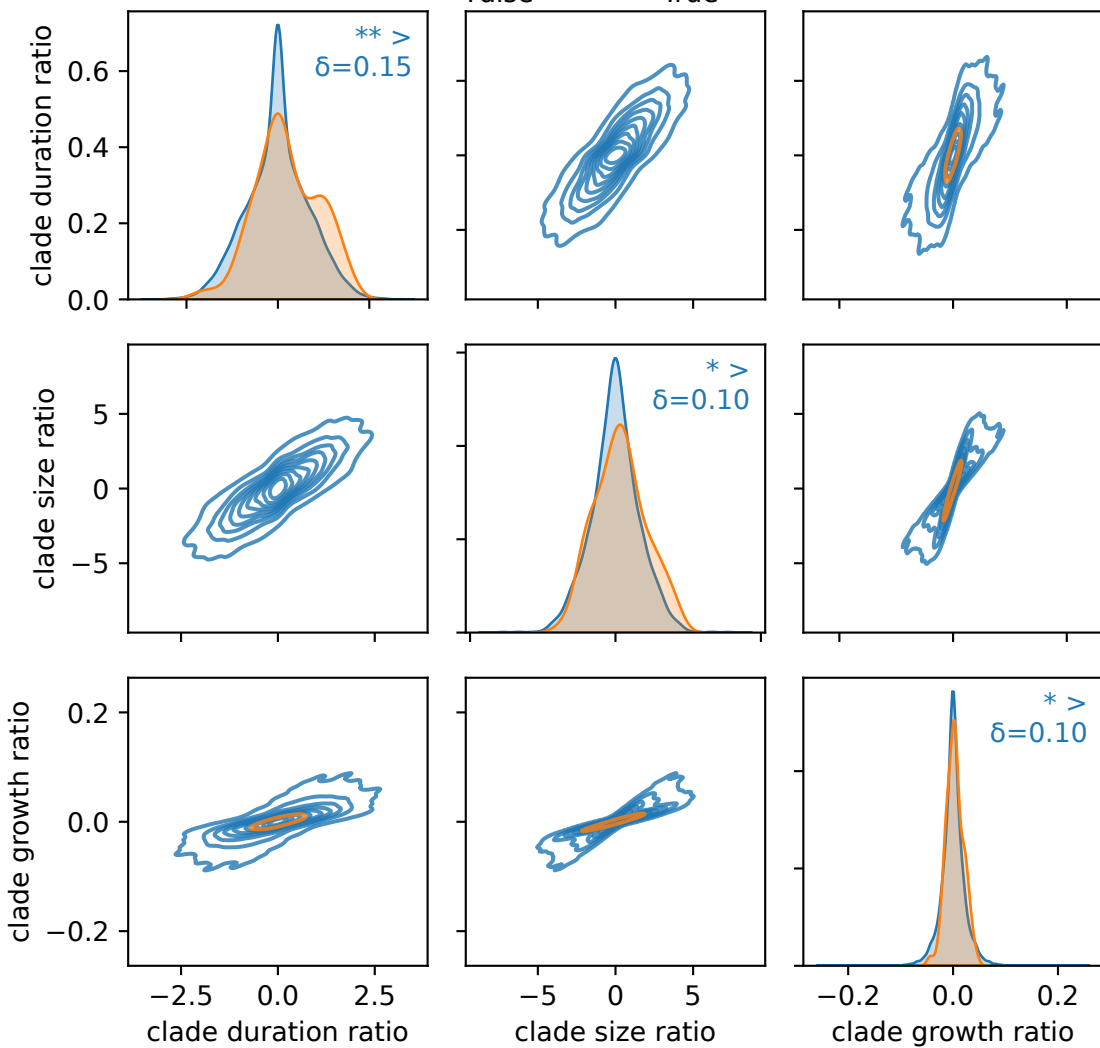 raise True
clade duration ratio
0.6
0.4
0.2
0.0
** >
δ=0.15
clade size ratio
5
0
−5
* >
δ=0.10
clade growth ratio
0.2
0.0
−0.2
* >
δ=0.10
−2.5 0.0 2.5
−5 0 5
−0.2 0.0 0.2
clade duration ratio
clade size ratio
clade growth ratio